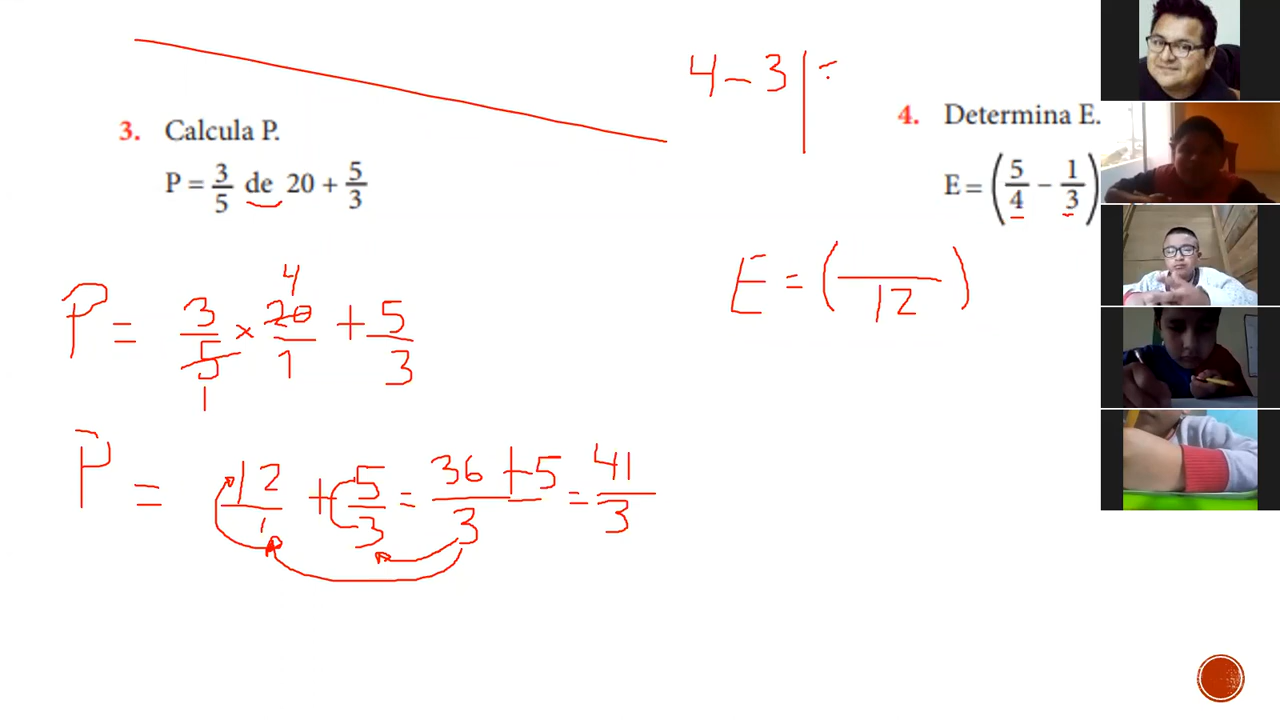 3. Calcula P.
P = 3/5 de 20 + 5/3
P = 3/5 × 20/1 + 5/3
4
1
P = 12/1 + 5/3 = 36+5/3 = 41/3
4 - 3 | =
4. Determina E.
E = (5/4 - 1/3)
E = ( /12)